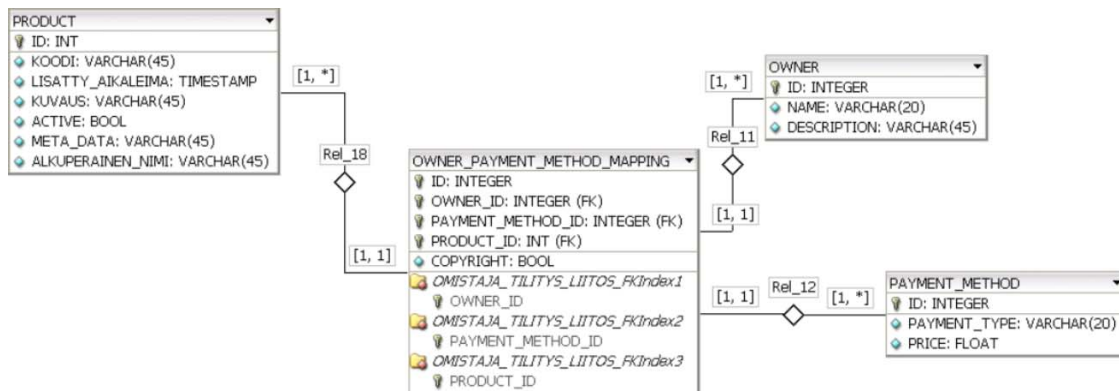 PRODUCT
ID: INT
KOODI: VARCHAR(45)
LISATTY_AIKALEIMA: TIMESTAMP
KUVAUS: VARCHAR(45)
ACTIVE: BOOL
META_DATA: VARCHAR(45)
ALKUPERAINEN_NIMI: VARCHAR(45)
[1, *]
Rel_18
[1, 1]
OWNER_PAYMENT_METHOD_MAPPING
ID: INTEGER
OWNER_ID: INTEGER (FK)
PAYMENT_METHOD_ID: INTEGER (FK)
PRODUCT_ID: INT (FK)
COPYRIGHT: BOOL
OMISTAJA_TILITYS_LIITOS_FKIndex1
OWNER_ID
OMISTAJA_TILITYS_LIITOS_FKIndex2
PAYMENT_METHOD_ID
OMISTAJA_TILITYS_LIITOS_FKIndex3
PRODUCT_ID
[1, *]
Rel_11
[1, 1]
OWNER
ID: INTEGER
NAME: VARCHAR(20)
DESCRIPTION: VARCHAR(45)
[1, 1]
Rel_12
[1, *]
PAYMENT_METHOD
ID: INTEGER
PAYMENT_TYPE: VARCHAR(20)
PRICE: FLOAT